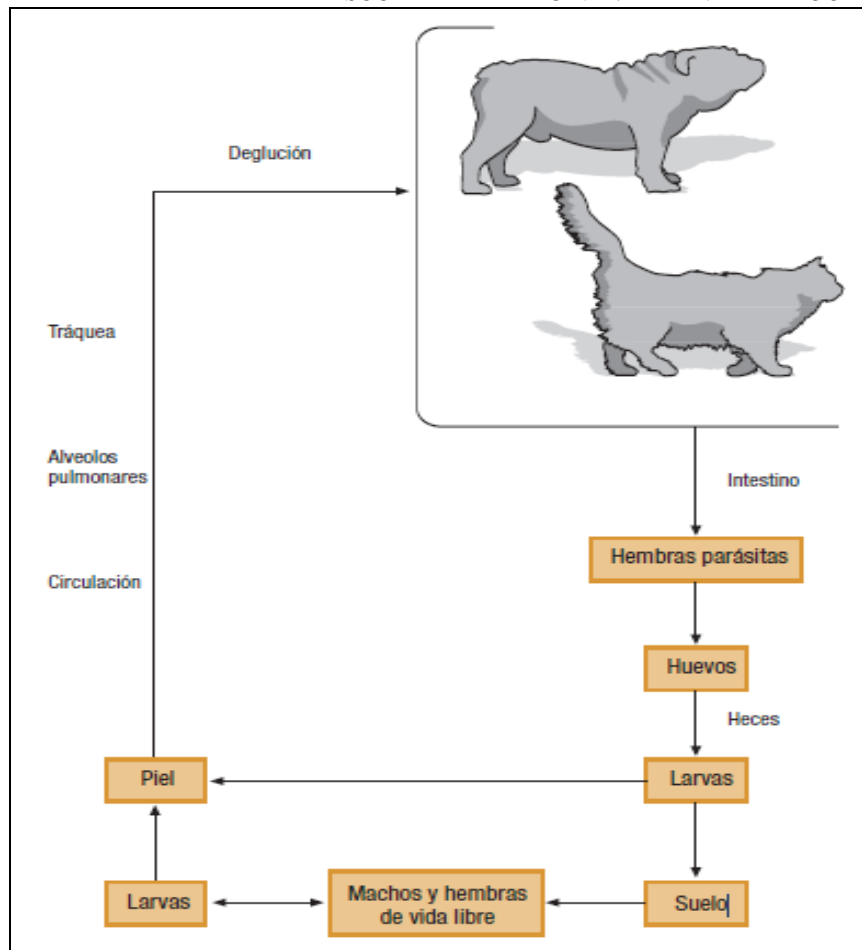 Deglución
Tráquea
Alveolos
pulmonares
Circulación
Intestino
Hembras parásitas
Huevos
Heces
Piel
Larvas
Larvas
Machos y hembras
de vida libre
Suelo